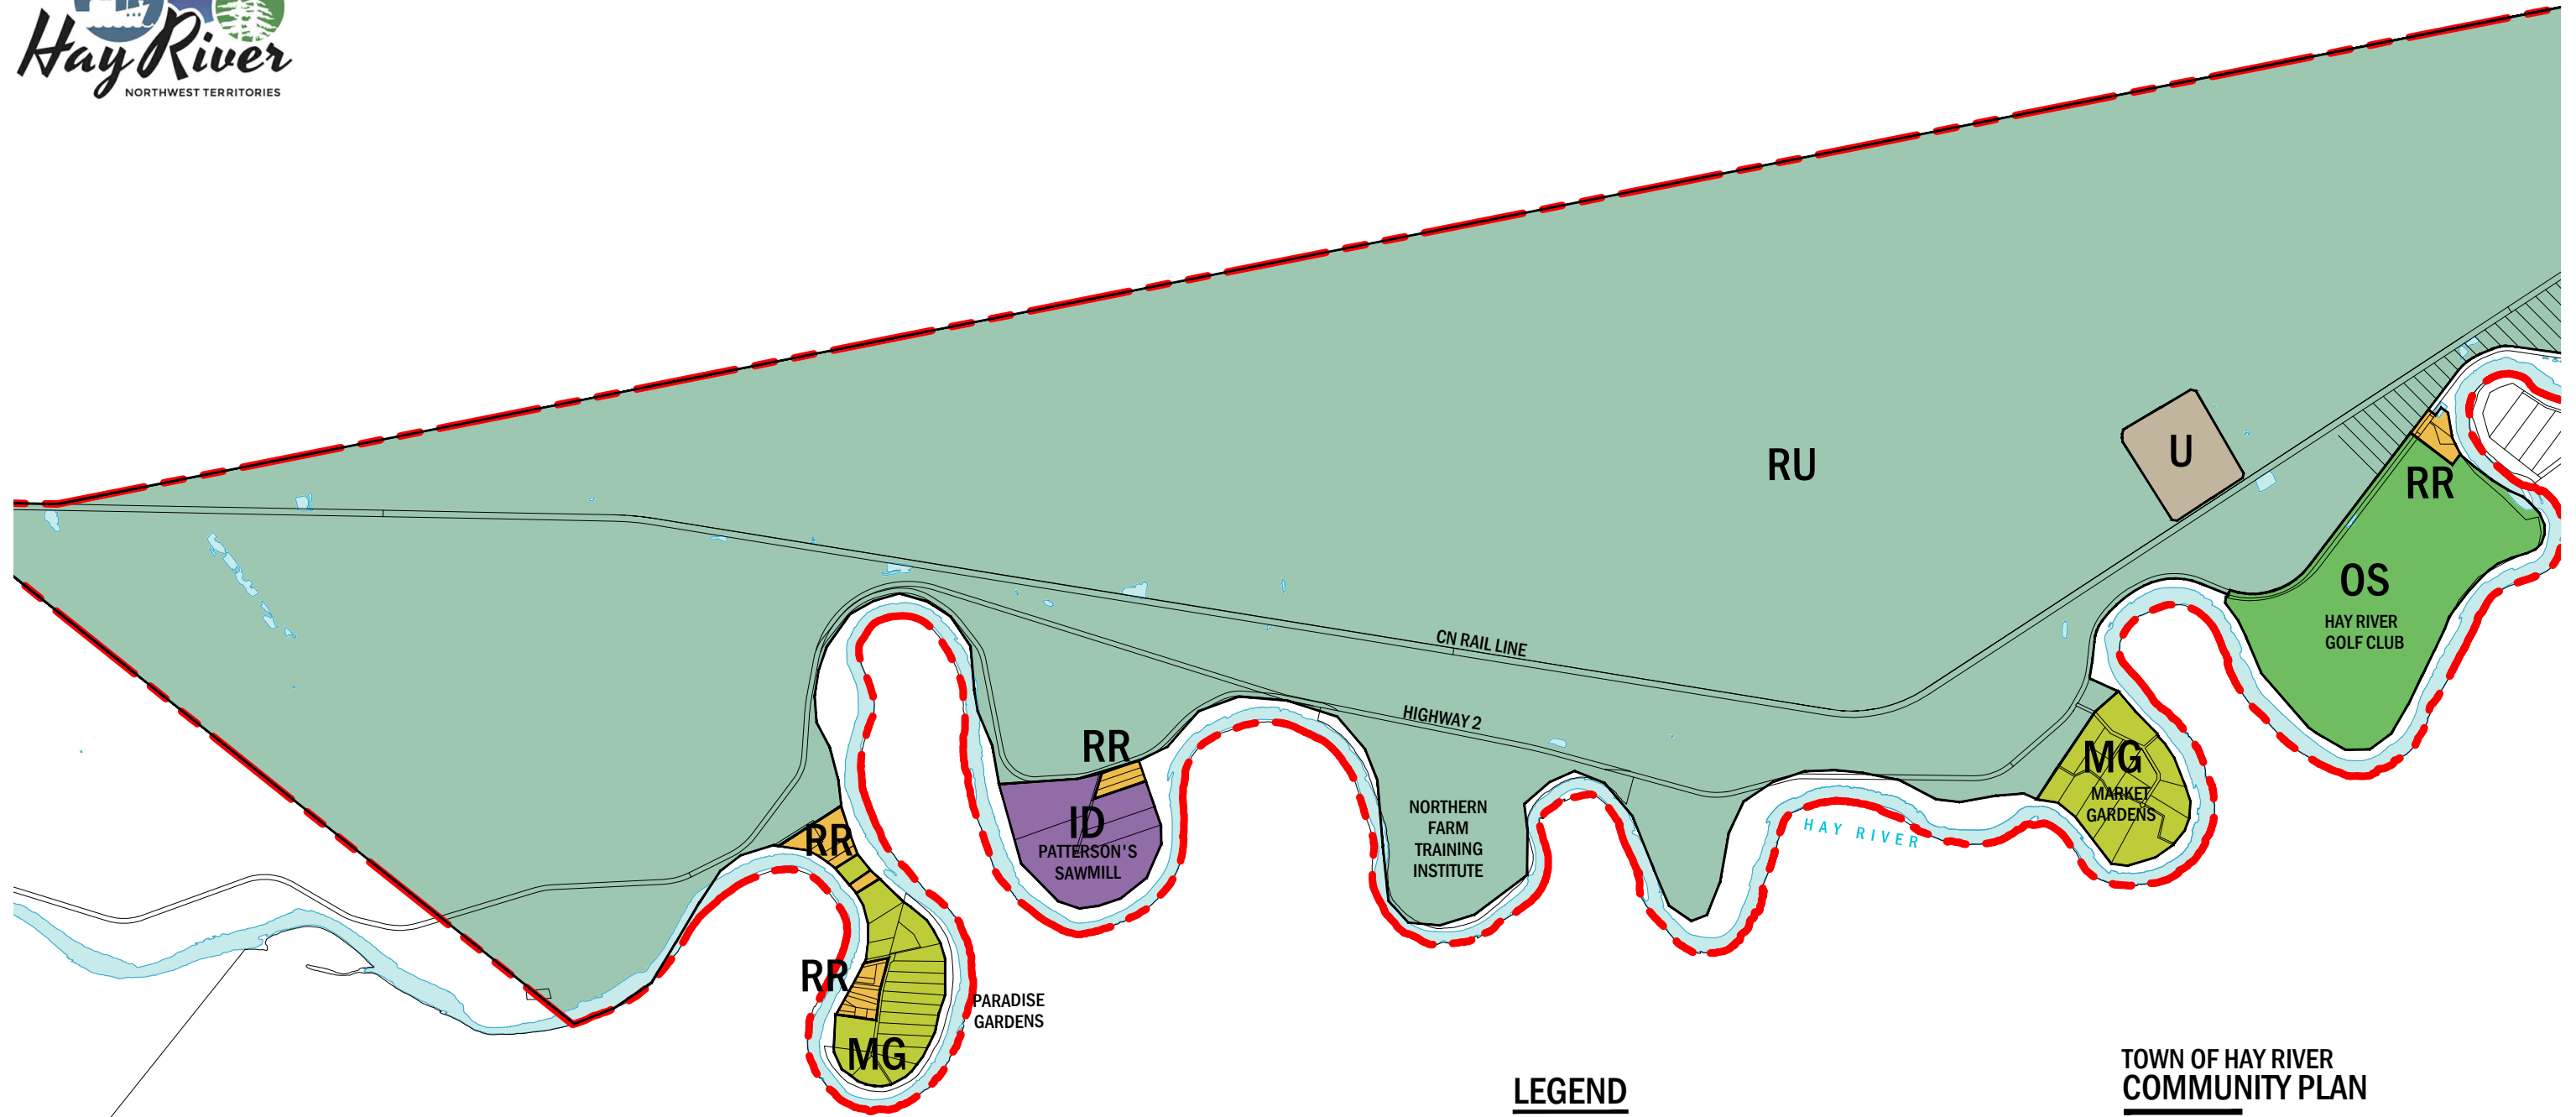 Hay River
NORTHWEST TERRITORIES
RU
U
RR
OS
HAY RIVER
GOLF CLUB
CN RAIL LINE
HIGHWAY 2
RR
ID
PATTERSON'S
SAWMILL
NORTHERN
FARM
TRAINING
INSTITUTE
HAY RIVER
MG
MARKET
GARDENS
RR
RR
PARADISE
GARDENS
MG
LEGEND
TOWN OF HAY RIVER
COMMUNITY PLAN